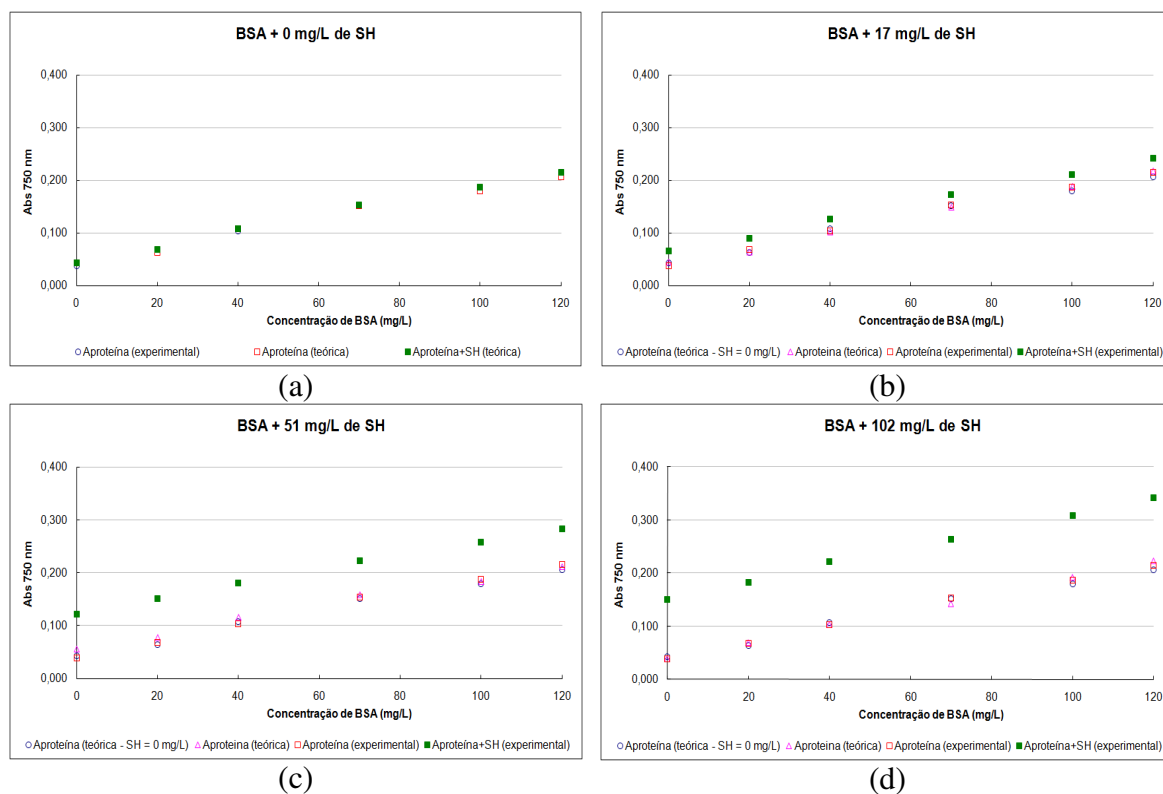 BSA + 0 mg/L de SH
0,400
0,300
0,200
0,100
0,000
Abs 750 nm
0 20 40 60 80 100 120
Concentração de BSA (mg/L)
Aproteína (experimental) Aproteína (teórica) Aproteína+SH (teórica)
(a)
BSA + 17 mg/L de SH
0,400
0,300
0,200
0,100
0,000
Abs 750 nm
0 20 40 60 80 100 120
Concentração de BSA (mg/L)
Aproteína (teórica - SH = 0 mg/L) Aproteina (teórica) Aproteína (experimental) Aproteína+SH (experimental)
(b)
BSA + 51 mg/L de SH
0,400
0,300
0,200
0,100
0,000
Abs 750 nm
0 20 40 60 80 100 120
Concentração de BSA (mg/L)
Aproteína (teórica - SH = 0 mg/L) Aproteina (teórica) Aproteína (experimental) Aproteína+SH (experimental)
(c)
BSA + 102 mg/L de SH
0,400
0,300
0,200
0,100
0,000
Abs 750 nm
0 20 40 60 80 100 120
Concentração de BSA (mg/L)
Aproteína (teórica - SH = 0 mg/L) Aproteina (teórica) Aproteína (experimental) Aproteína+SH (experimental)
(d)